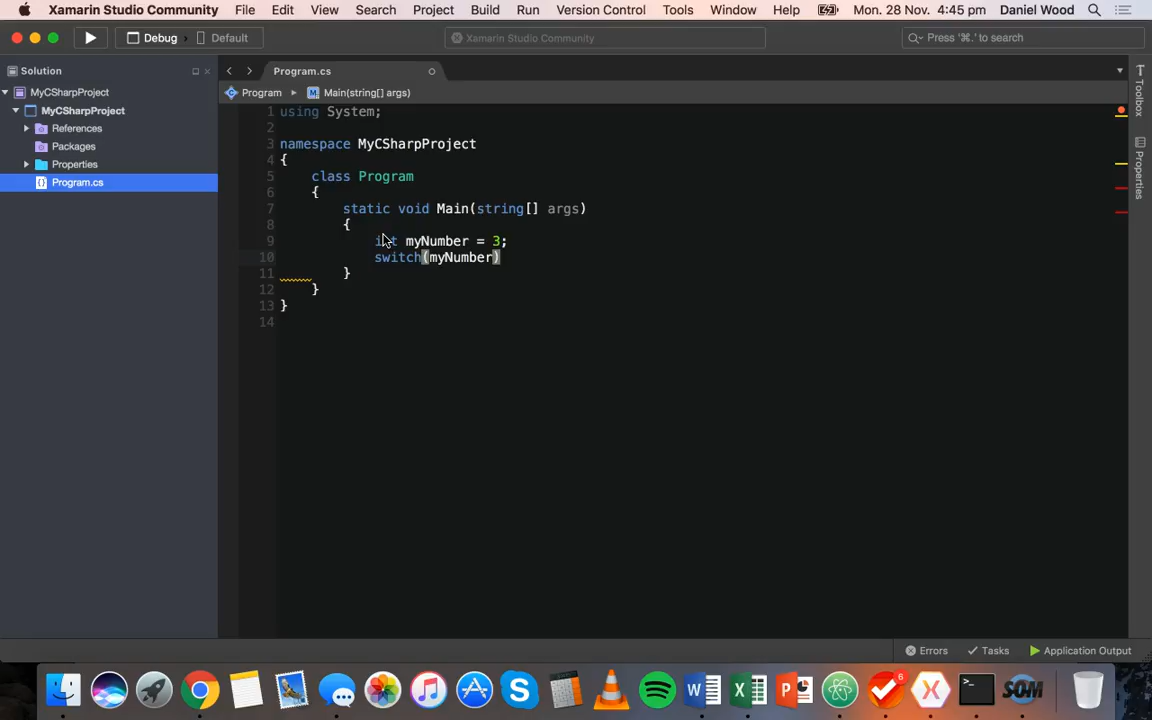 Xamarin Studio Community File Edit View Search Project Build Run Version Control Tools Window Help Mon. 28 Nov. 4:45 pm Daniel Wood
Debug Default Xamarin Studio Community Press '⌘.' to search
Solution
MyCSharpProject
MyCSharpProject
References
Packages
Properties
Program.cs
Program.cs
Program Main(string[] args)
1 using System;
2
3 namespace MyCSharpProject
4 {
5 class Program
6 {
7 static void Main(string[] args)
8 {
9 int myNumber = 3;
10 switch(myNumber)
11 }
12 }
13 }
14
Toolbox
Properties
Errors Tasks Application Output
6
SOM